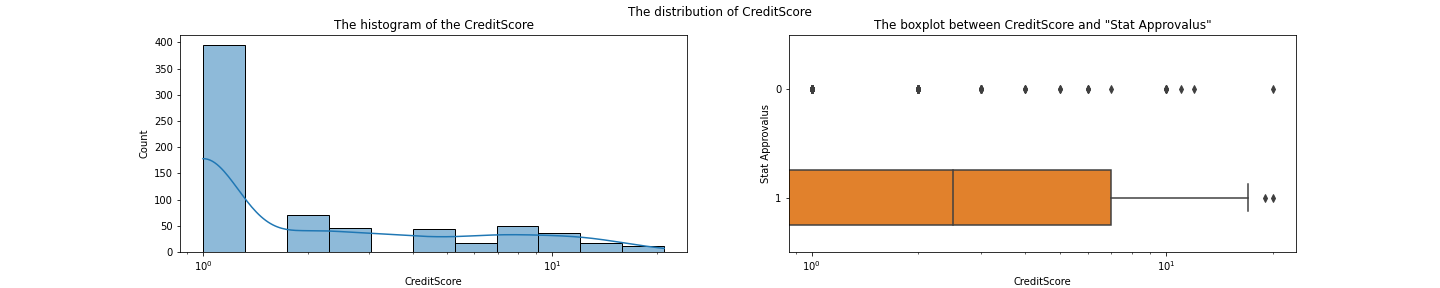 The distribution of CreditScore
The histogram of the CreditScore
400
350
300
250
200
150
100
50
0
Count
10⁰
10¹
CreditScore
The boxplot between CreditScore and "Stat Approvalus"
0
1
Stat Approvalus
10⁰
10¹
CreditScore